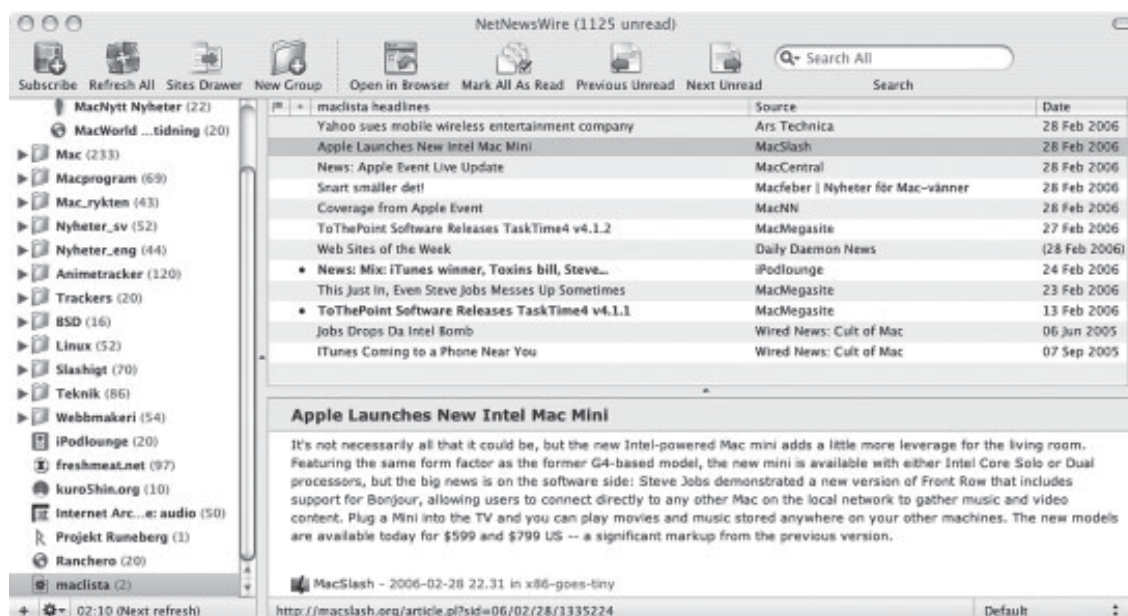 NetNewsWire (1125 unread)
Search All
Subscribe Refresh All Sites Drawer New Group Open in Browser Mark All As Read Previous Unread Next Unread Search
MacNytt Nyheter (22)
MacWorld ...tidning (20)
Mac (233)
Macprogram (69)
Mac_rykten (43)
Nyheter_sv (52)
Nyheter_eng (44)
Animetracker (120)
Trackers (20)
BSD (16)
Linux (52)
Slashigt (70)
Teknik (86)
Webbmakeri (54)
iPodlounge (20)
freshmeat.net (97)
kuro5hin.org (10)
Internet Arc...e: audio (50)
Projekt Runeberg (1)
Ranchero (20)
maclista (2)
02:10 (Next refresh)
maclista headlines Source Date
Yahoo sues mobile wireless entertainment company Ars Technica 28 Feb 2006
Apple Launches New Intel Mac Mini MacSlash 28 Feb 2006
News: Apple Event Live Update MacCentral 28 Feb 2006
Snart smäller det! Macfeber | Nyheter för Mac-vänner 28 Feb 2006
Coverage from Apple Event MacNN 28 Feb 2006
ToThePoint Software Releases TaskTime4 v4.1.2 MacMegasite 27 Feb 2006
Web Sites of the Week Daily Daemon News (28 Feb 2006)
• News: Mix: iTunes winner, Toxins bill, Steve... iPodlounge 24 Feb 2006
This Just In, Even Steve Jobs Messes Up Sometimes MacMegasite 23 Feb 2006
• ToThePoint Software Releases TaskTime4 v4.1.1 MacMegasite 13 Feb 2006
Jobs Drops Da Intel Bomb Wired News: Cult of Mac 06 Jun 2005
ITunes Coming to a Phone Near You Wired News: Cult of Mac 07 Sep 2005
Apple Launches New Intel Mac Mini
It's not necessarily all that it could be, but the new Intel-powered Mac mini adds a little more leverage for the living room.
Featuring the same form factor as the former G4-based model, the new mini is available with either Intel Core Solo or Dual
processors, but the big news is on the software side: Steve Jobs demonstrated a new version of Front Row that includes
support for Bonjour, allowing users to connect directly to any other Mac on the local network to gather music and video
content. Plug a Mini into the TV and you can play movies and music stored anywhere on your other machines. The new models
are available today for $599 and $799 US -- a significant markup from the previous version.
MacSlash - 2006-02-28 22.31 in x86-goes-tiny
http://macslash.org/article.pl?sid=06/02/28/1335224 Default